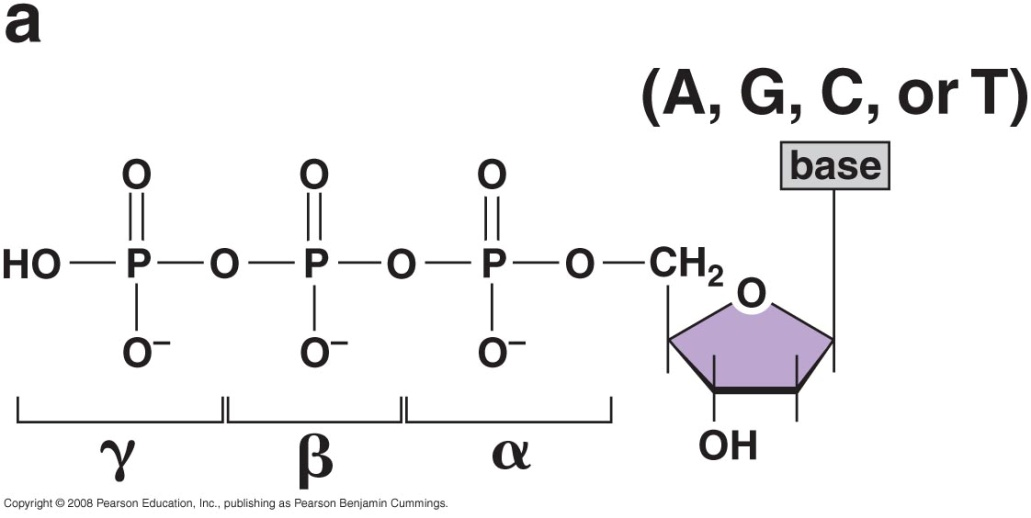 a
(A, G, C, or T)
base
O O O
HO P O P O P O CH2 O
O− O− O−
OH
γ β α
Copyright © 2008 Pearson Education, Inc., publishing as Pearson Benjamin Cummings.